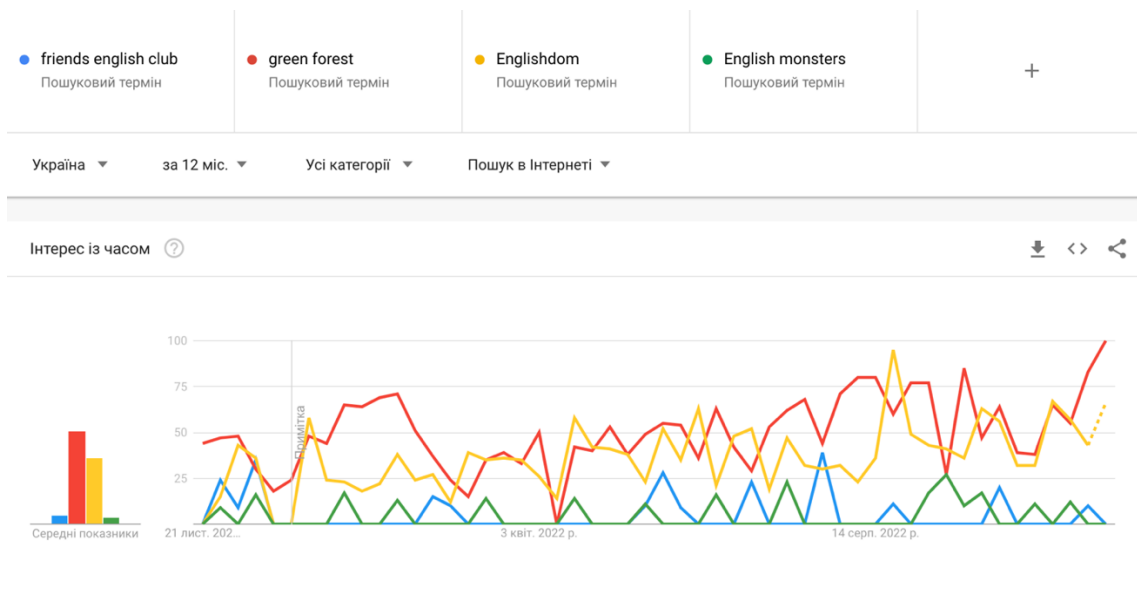 friends english club
Пошуковий термін
green forest
Пошуковий термін
Englishdom
Пошуковий термін
English monsters
Пошуковий термін
+
Україна
за 12 міс.
Усі категорії
Пошук в Інтернеті
Інтерес із часом
?
100
75
50
25
Примітка
Середні показники
21 лист. 202...
3 квіт. 2022 р.
14 серп. 2022 р.